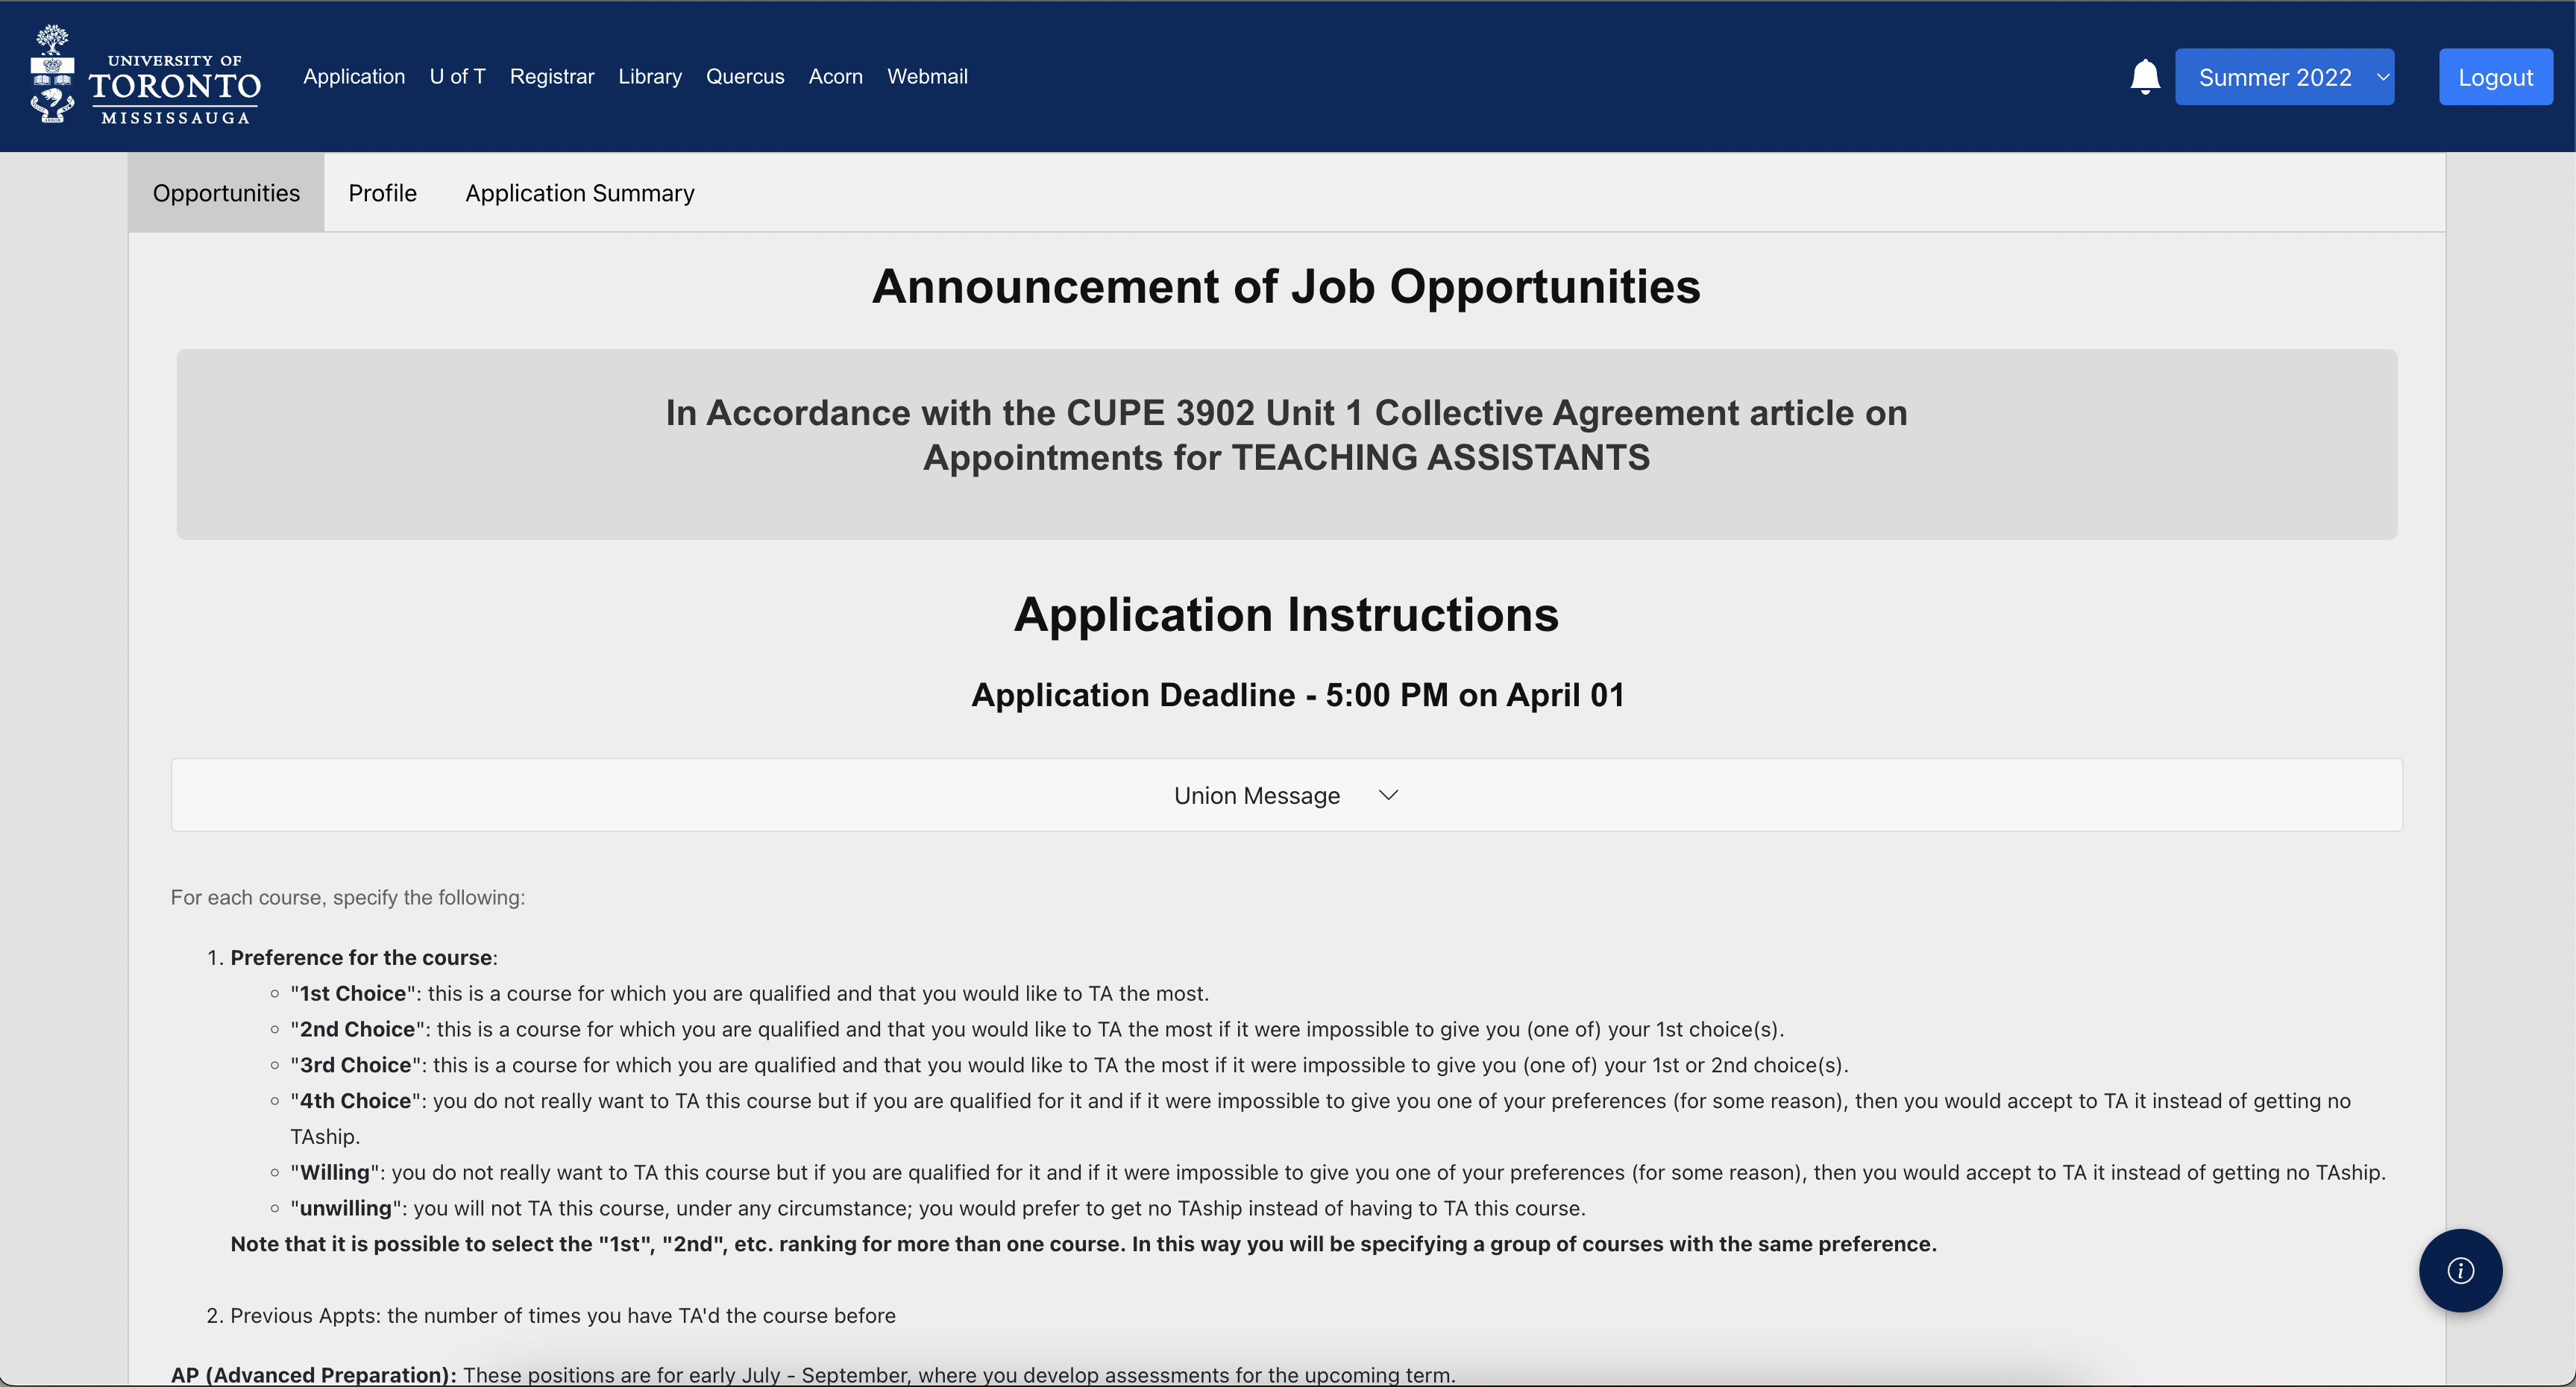 UNIVERSITY OF
TORONTO
MISSISSAUGA
Application U of T Registrar Library Quercus Acorn Webmail
Summer 2022
Logout
Opportunities Profile Application Summary
Announcement of Job Opportunities
In Accordance with the CUPE 3902 Unit 1 Collective Agreement article on
Appointments for TEACHING ASSISTANTS
Application Instructions
Application Deadline - 5:00 PM on April 01
Union Message
For each course, specify the following:
1. Preference for the course:
"1st Choice": this is a course for which you are qualified and that you would like to TA the most.
"2nd Choice": this is a course for which you are qualified and that you would like to TA the most if it were impossible to give you (one of) your 1st choice(s).
"3rd Choice": this is a course for which you are qualified and that you would like to TA the most if it were impossible to give you (one of) your 1st or 2nd choice(s).
"4th Choice": you do not really want to TA this course but if you are qualified for it and if it were impossible to give you one of your preferences (for some reason), then you would accept to TA it instead of getting no
TAship.
"Willing": you do not really want to TA this course but if you are qualified for it and if it were impossible to give you one of your preferences (for some reason), then you would accept to TA it instead of getting no TAship.
"unwilling": you will not TA this course, under any circumstance; you would prefer to get no TAship instead of having to TA this course.
Note that it is possible to select the "1st", "2nd", etc. ranking for more than one course. In this way you will be specifying a group of courses with the same preference.
2. Previous Appts: the number of times you have TA'd the course before
AP (Advanced Preparation): These positions are for early July - September, where you develop assessments for the upcoming term.